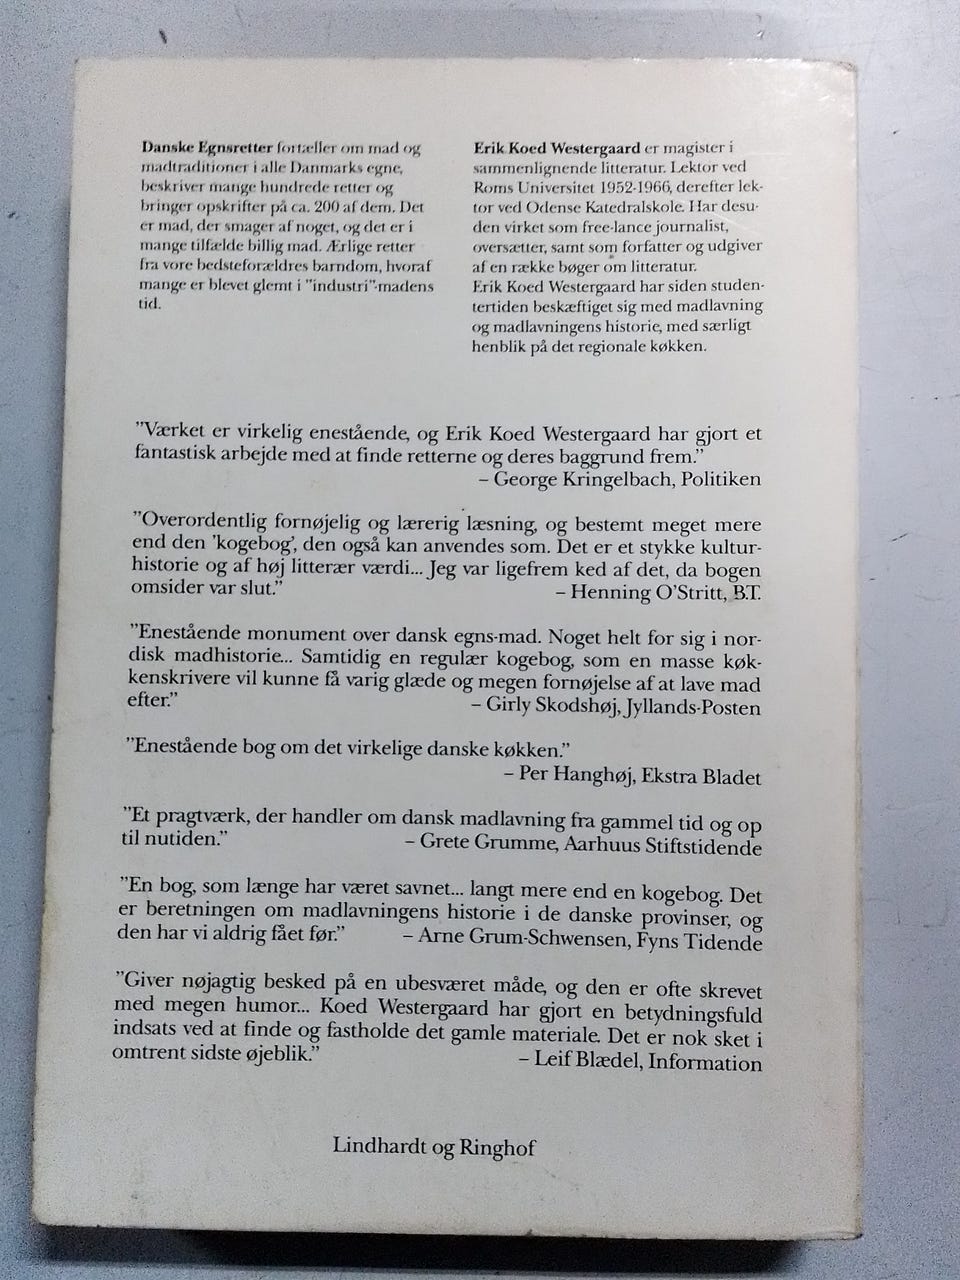 Danske Egnsretter fortæller om mad og
madtraditioner i alle Danmarks egne,
beskriver mange hundrede retter og
bringer opskrifter på ca. 200 af dem. Det
er mad, der smager af noget, og det er i
mange tilfælde billig mad. Ærlige retter
fra vore bedsteforældres barndom, hvoraf
mange er blevet glemt i ”industri”-madens
tid.
Erik Koed Westergaard er magister i
sammenlignende litteratur. Lektor ved
Roms Universitet 1952-1966, derefter lek-
tor ved Odense Katedralskole. Har desu-
den virket som free-lance journalist,
oversætter, samt som forfatter og udgiver
af en række bøger om litteratur.
Erik Koed Westergaard har siden studen-
tertiden beskæftiget sig med madlavning
og madlavningens historie, med særligt
henblik på det regionale køkken.
”Værket er virkelig enestående, og Erik Koed Westergaard har gjort et
fantastisk arbejde med at finde retterne og deres baggrund frem.”
– George Kringelbach, Politiken
”Overordentlig fornøjelig og lærerig læsning, og bestemt meget mere
end den ’kogebog’, den også kan anvendes som. Det er et stykke kultur-
historie og af høj litterær værdi... Jeg var ligefrem ked af det, da bogen
omsider var slut.” – Henning O’Stritt, B.T.
”Enestående monument over dansk egns-mad. Noget helt for sig i nor-
disk madhistorie... Samtidig en regulær kogebog, som en masse køk-
kenskrivere vil kunne få varig glæde og megen fornøjelse af at lave mad
efter.” – Girly Skodshøj, Jyllands-Posten
”Enestående bog om det virkelige danske køkken.”
– Per Hanghøj, Ekstra Bladet
”Et pragtværk, der handler om dansk madlavning fra gammel tid og op
til nutiden.” – Grete Grumme, Aarhuus Stiftstidende
”En bog, som længe har været savnet... langt mere end en kogebog. Det
er beretningen om madlavningens historie i de danske provinser, og
den har vi aldrig fået før.” – Arne Grum-Schwensen, Fyns Tidende
”Giver nøjagtig besked på en ubesværet måde, og den er ofte skrevet
med megen humor... Koed Westergaard har gjort en betydningsfuld
indsats ved at finde og fastholde det gamle materiale. Det er nok sket i
omtrent sidste øjeblik.” – Leif Blædel, Information
Lindhardt og Ringhof